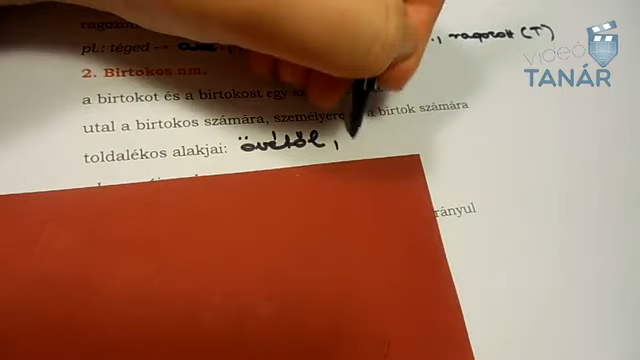 ragozott
pl.: téged → , ragozott (T)
2. Birtokos nm.
a birtokot és a birtokost egy
utal a birtokos számára, személyére a birtok számára
toldalékos alakjai: övétől,
rányul
videó
TANÁR